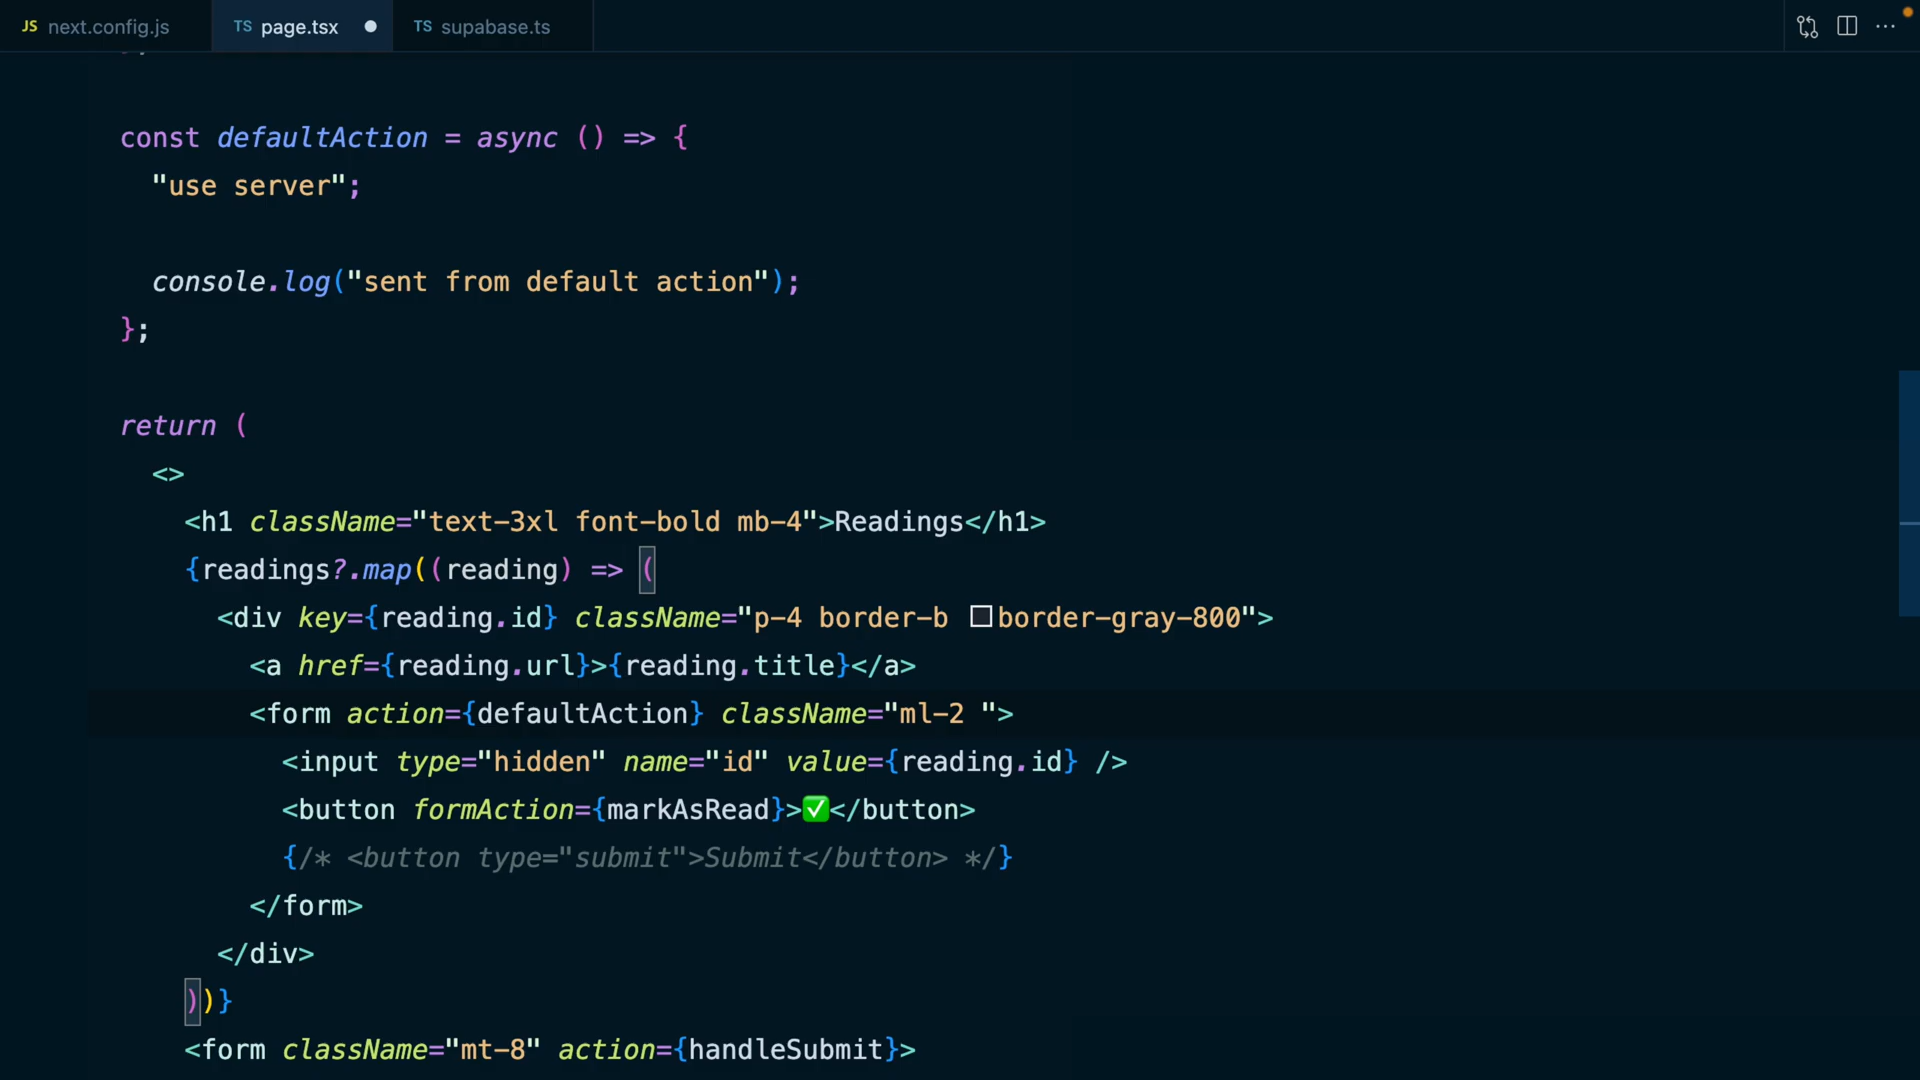 JS next.config.js
TS page.tsx
TS supabase.ts
const defaultAction = async () => {
"use server";
console.log("sent from default action");
};
return (
<>
<h1 className="text-3xl font-bold mb-4">Readings</h1>
{readings?.map((reading) => (
<div key={reading.id} className="p-4 border-b border-gray-800">
<a href={reading.url}>{reading.title}</a>
<form action={defaultAction} className="ml-2 ">
<input type="hidden" name="id" value={reading.id} />
<button formAction={markAsRead}>✅</button>
{/* <button type="submit">Submit</button> */}
</form>
</div>
))}
<form className="mt-8" action={handleSubmit}>